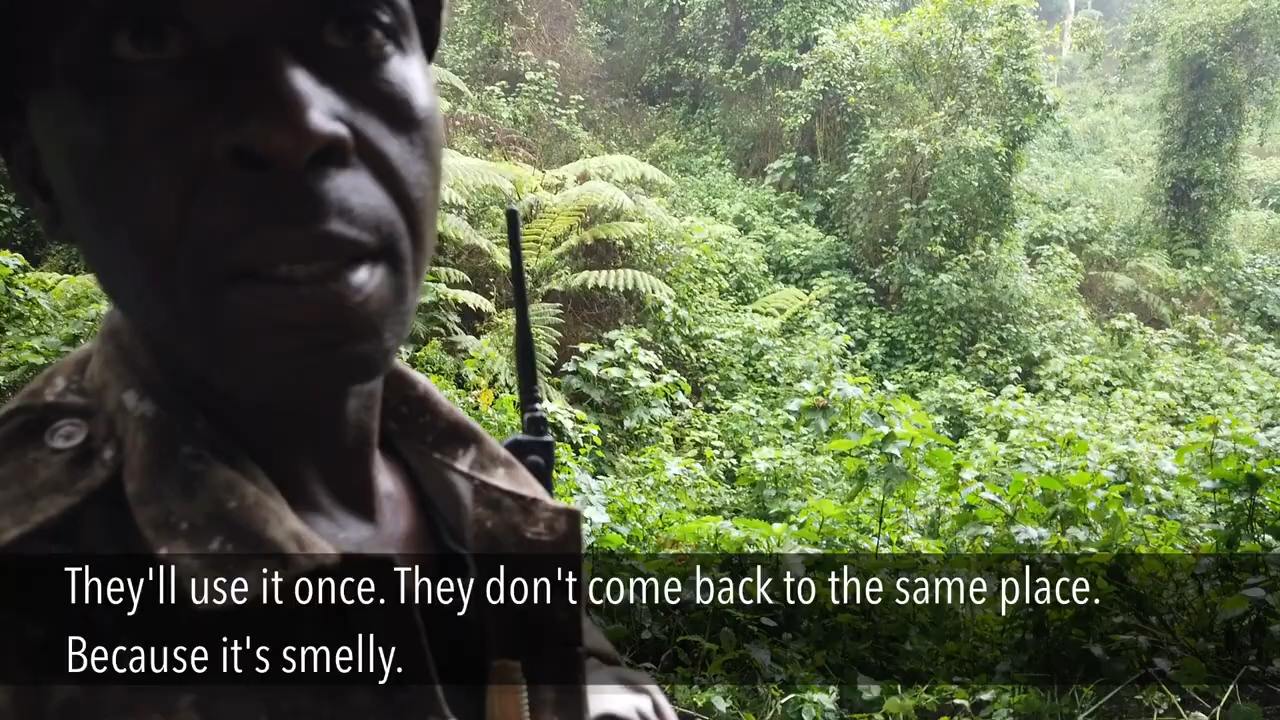 They'll use it once. They don't come back to the same place.
Because it's smelly.